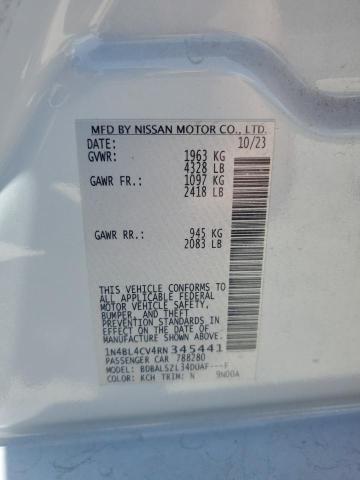 MFD BY NISSAN MOTOR CO., LTD.
DATE: 10/23
GVWR: 1963 KG
4328 LB
GAWR FR.: 1097 KG
2418 LB
GAWR RR.: 945 KG
2083 LB
THIS VEHICLE CONFORMS TO
ALL APPLICABLE FEDERAL
MOTOR VEHICLE SAFETY,
BUMPER, AND THEFT
PREVENTION STANDARDS
IN EFFECT ON THE DATE OF
MANUFACTURE SHOWN ABOVE.
1N4BL4CV4RN345441
PASSENGER CAR 788280
MODEL: BDBALSZL34DUAF---F
COLOR: KCH TRIM: N 9N00A